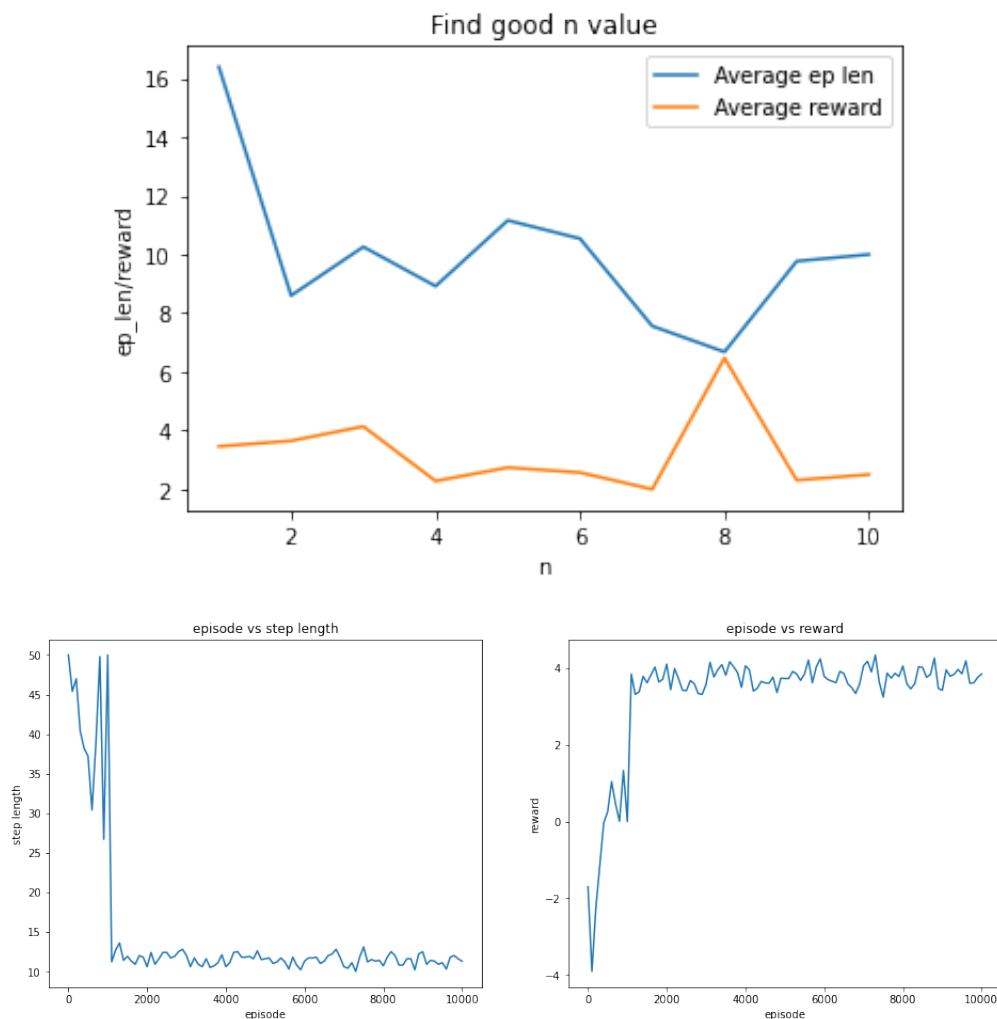 Find good n value
Average ep len
Average reward
16
14
12
10
8
6
4
2
ep_len/reward
2 4 6 8 10
n
episode vs step length
50
45
40
35
30
25
20
15
10
step length
0 2000 4000 6000 8000 10000
episode
episode vs reward
4
2
0
−2
−4
reward
0 2000 4000 6000 8000 10000
episode